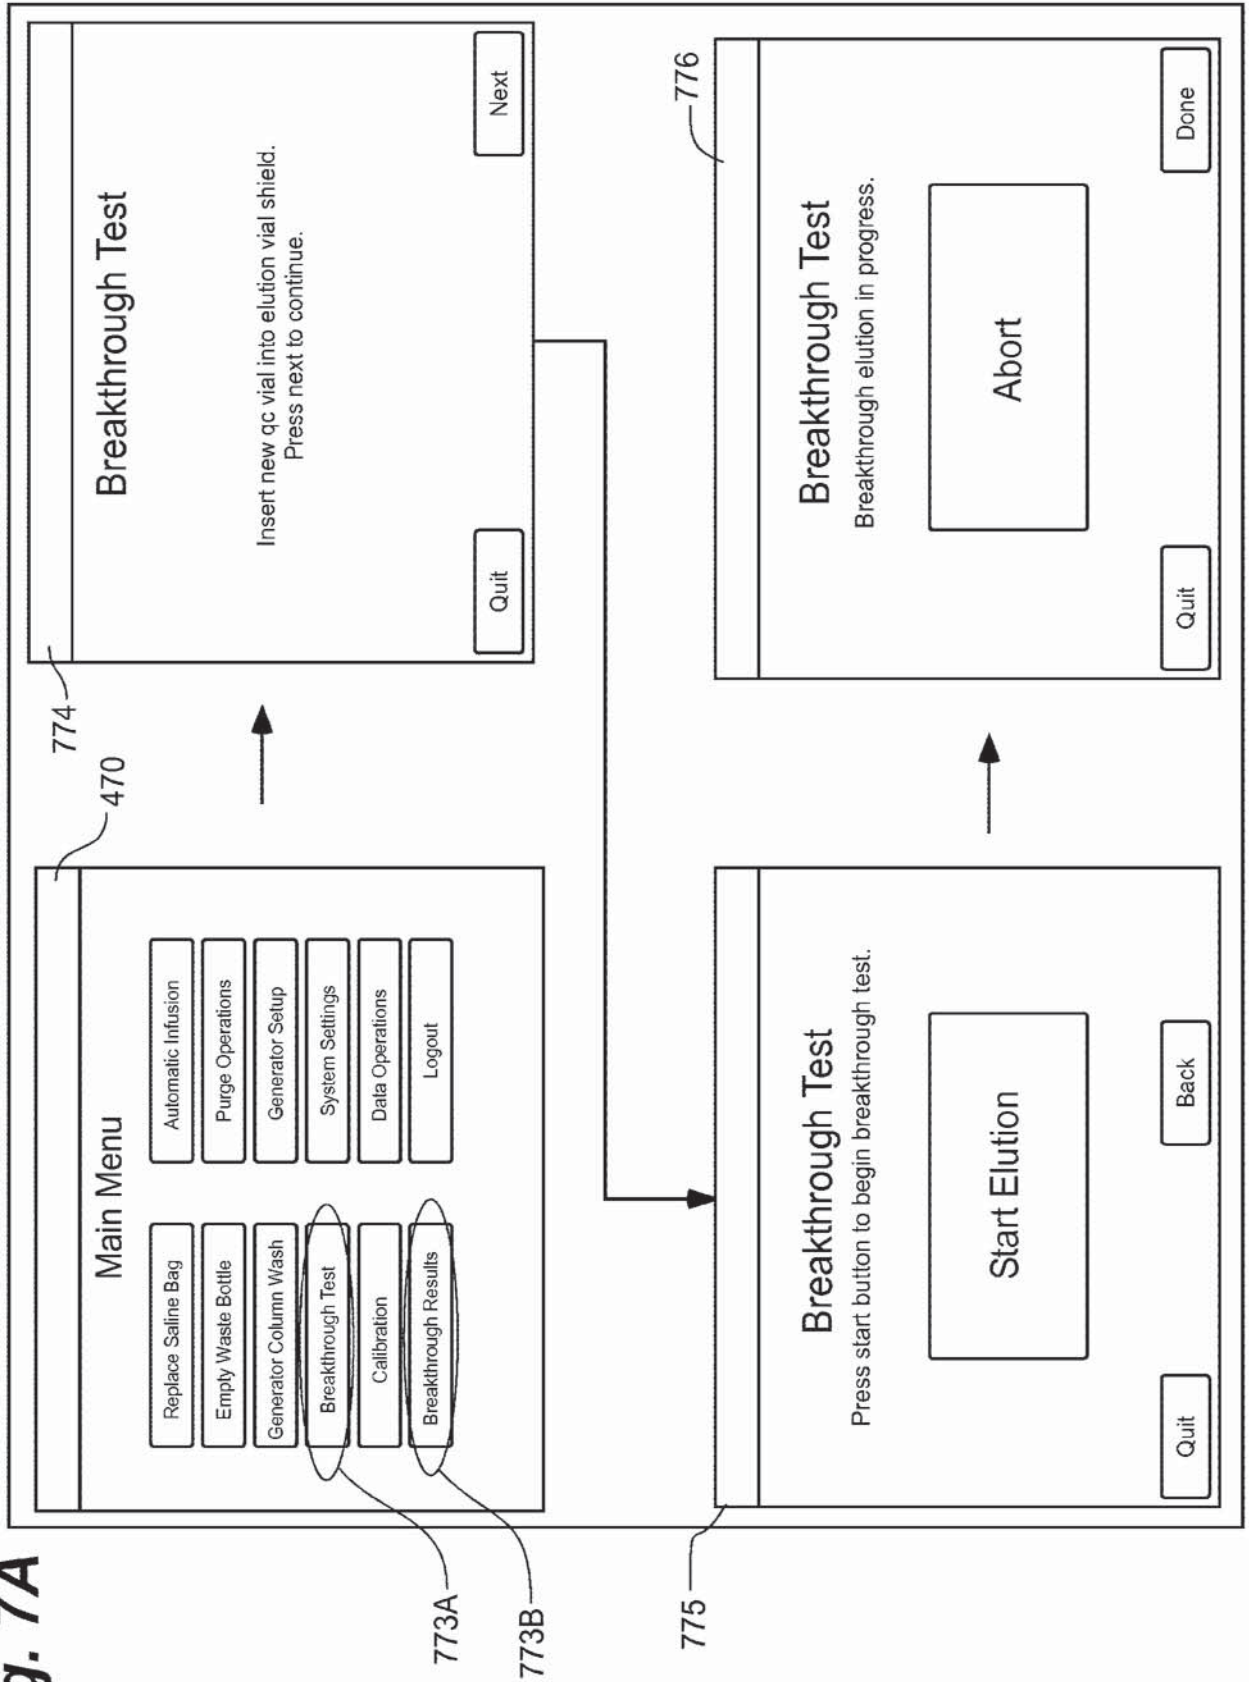 g. 7A
470
Main Menu
Replace Saline Bag
Automatic Infusion
Empty Waste Bottle
Purge Operations
Generator Column Wash
Generator Setup
Breakthrough Test
System Settings
Calibration
Data Operations
Breakthrough Results
Logout
773A
773B
774
Breakthrough Test
Insert new qc vial into elution vial shield.
Press next to continue.
Quit
Next
775
Breakthrough Test
Press start button to begin breakthrough test.
Start Elution
Quit
Back
776
Breakthrough Test
Breakthrough elution in progress.
Abort
Quit
Done